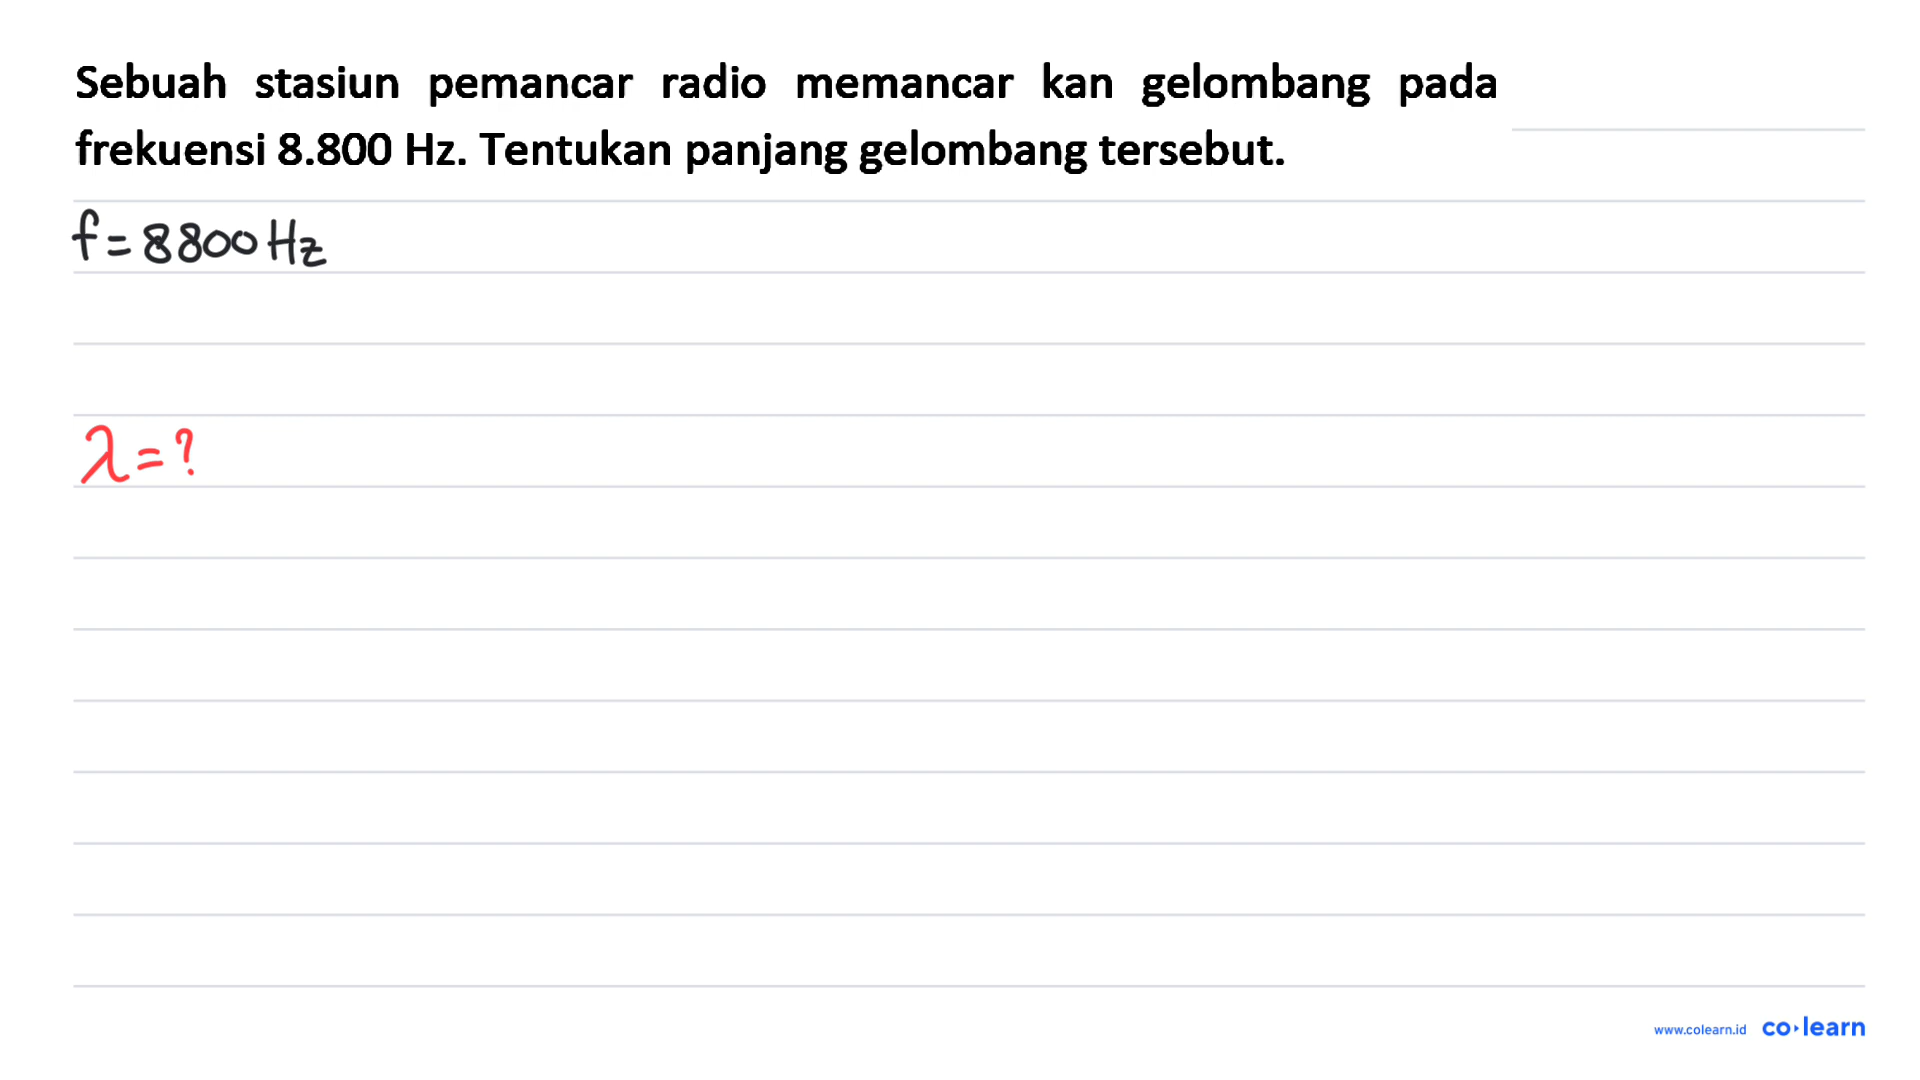 Sebuah stasiun pemancar radio memancar kan gelombang pada
frekuensi 8.800 Hz. Tentukan panjang gelombang tersebut.
f = 8800 Hz
λ = ?
www.colearn.id co learn